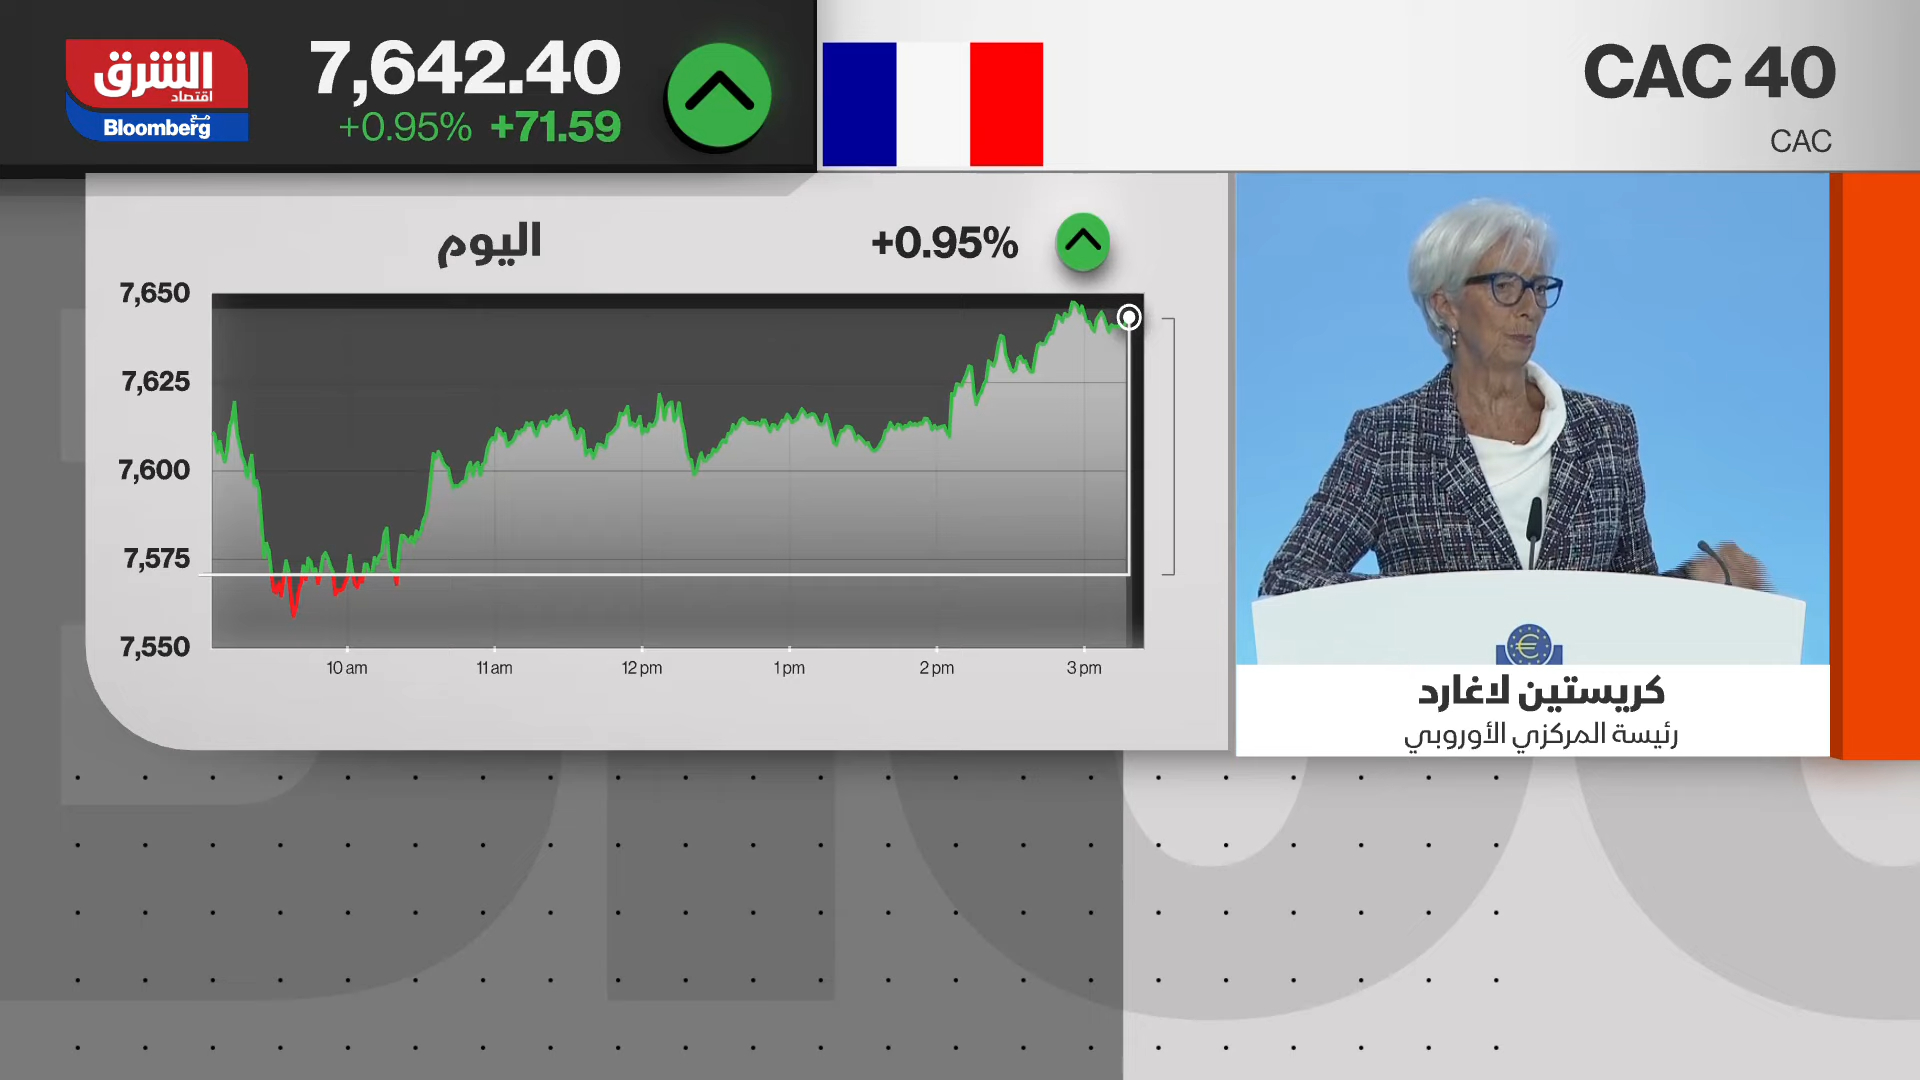 الشرق
اقتصاد
مع
Bloomberg
7,642.40
+0.95% +71.59
CAC 40
CAC
اليوم
+0.95%
7,650
7,625
7,600
7,575
7,550
10 am
11 am
12 pm
1 pm
2 pm
3 pm
كريستين لاغارد
رئيسة المركزي الأوروبي